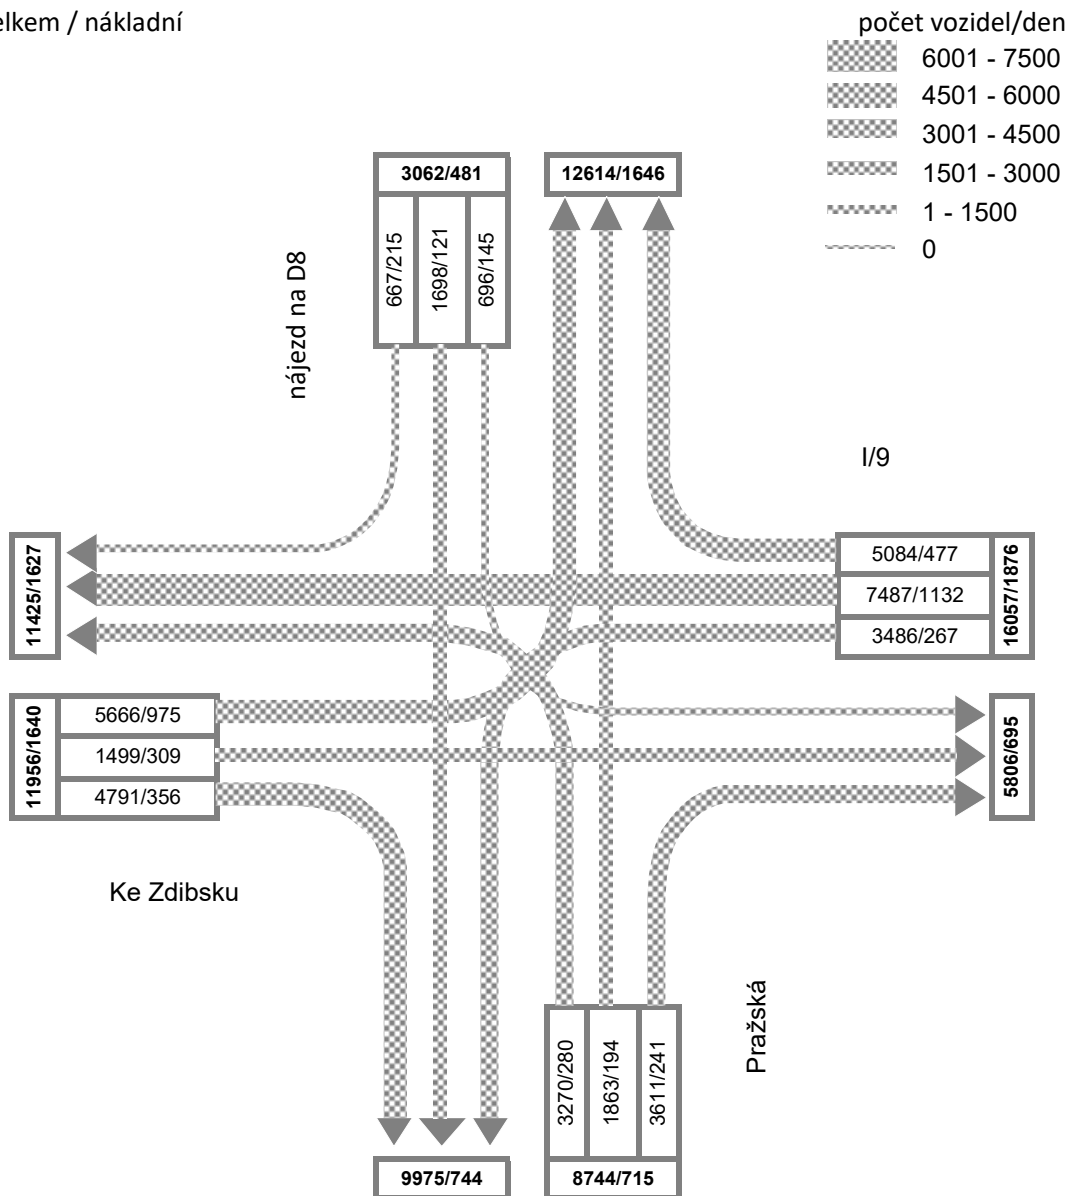 elkem / nákladní
počet vozidel/den
6001 - 7500
4501 - 6000
3001 - 4500
1501 - 3000
1 - 1500
0
3062/481
12614/1646
667/215
1698/121
696/145
nájezd na D8
I/9
11425/1627
5084/477
7487/1132
3486/267
16057/1876
11956/1640
5666/975
1499/309
4791/356
5806/695
Ke Zdibsku
Pražská
3270/280
1863/194
3611/241
9975/744
8744/715